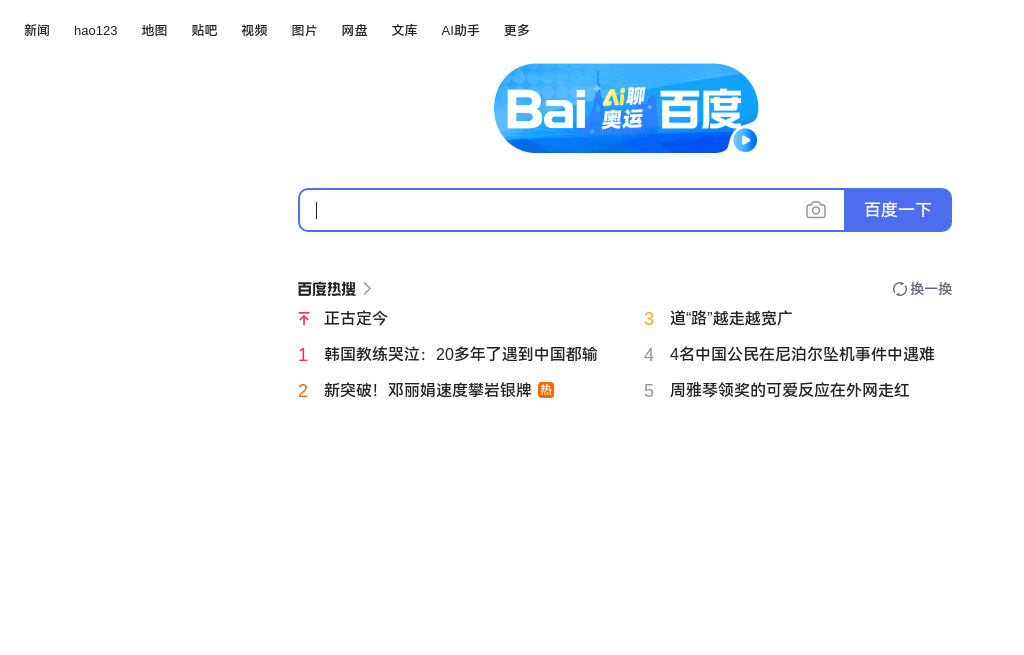 新闻 hao123 地图 贴吧 视频 图片 网盘 文库 AI助手 更多
Bai Ai聊奥运 百度
百度一下
百度热搜
换一换
正古定今
1 韩国教练哭泣：20多年了遇到中国都输
2 新突破！邓丽娟速度攀岩银牌 热
3 道“路”越走越宽广
4 4名中国公民在尼泊尔坠机事件中遇难
5 周雅琴领奖的可爱反应在外网走红